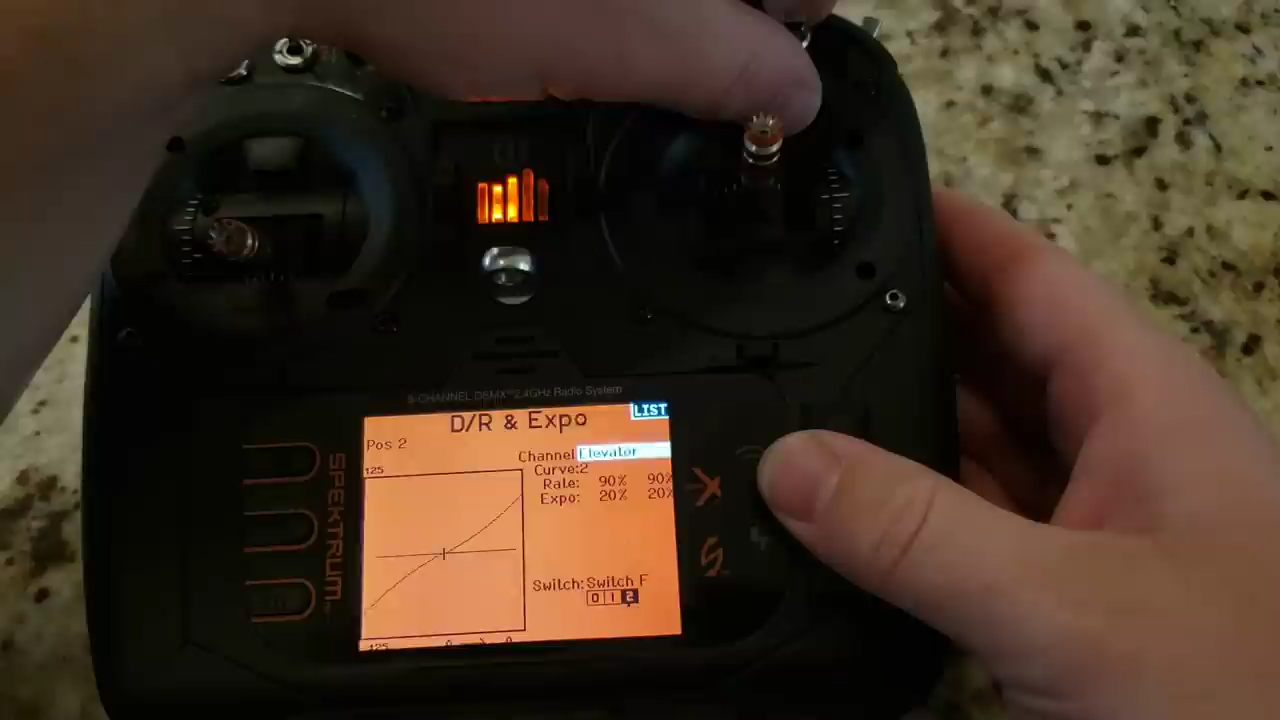 8-CHANNEL DSMX 2.4GHz Radio System
LIST
D/R & Expo
Pos 2
Channel: Elevator
125
Curve:2
Rate: 90% 90%
Expo: 20% 20%
Switch: Switch F
0 1 2
125
SPEKTRUM